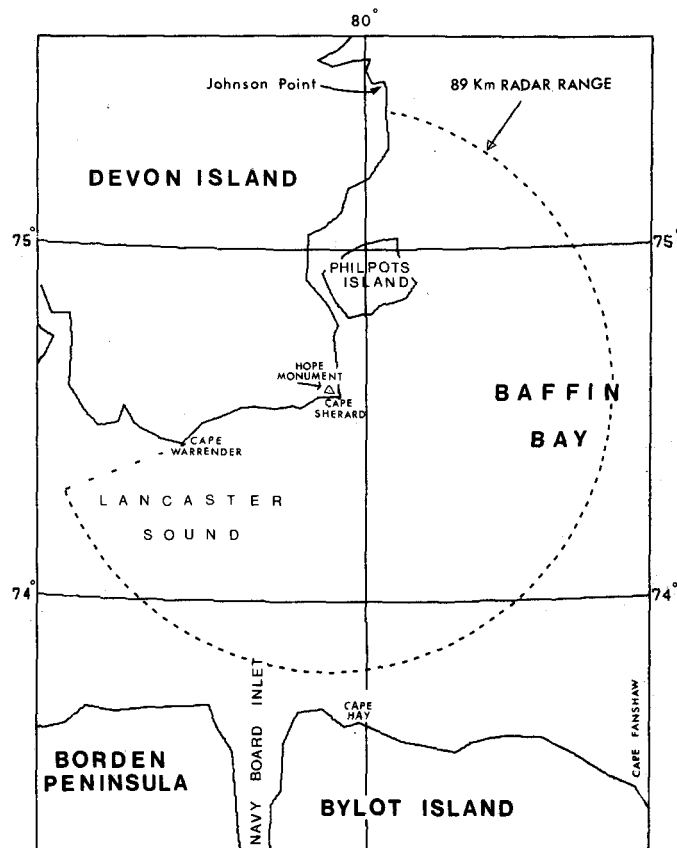 80°
Johnson Point
89 Km RADAR RANGE
DEVON ISLAND
75°
75°
PHILPOTS
ISLAND
HOPE
MONUMENT
CAPE
SHERARD
BAFFIN
BAY
CAPE
WARRENDER
LANCASTER
SOUND
74°
74°
NAVY BOARD INLET
CAPE
HAY
CAPE FANSHAW
BORDEN
PENINSULA
BYLOT ISLAND